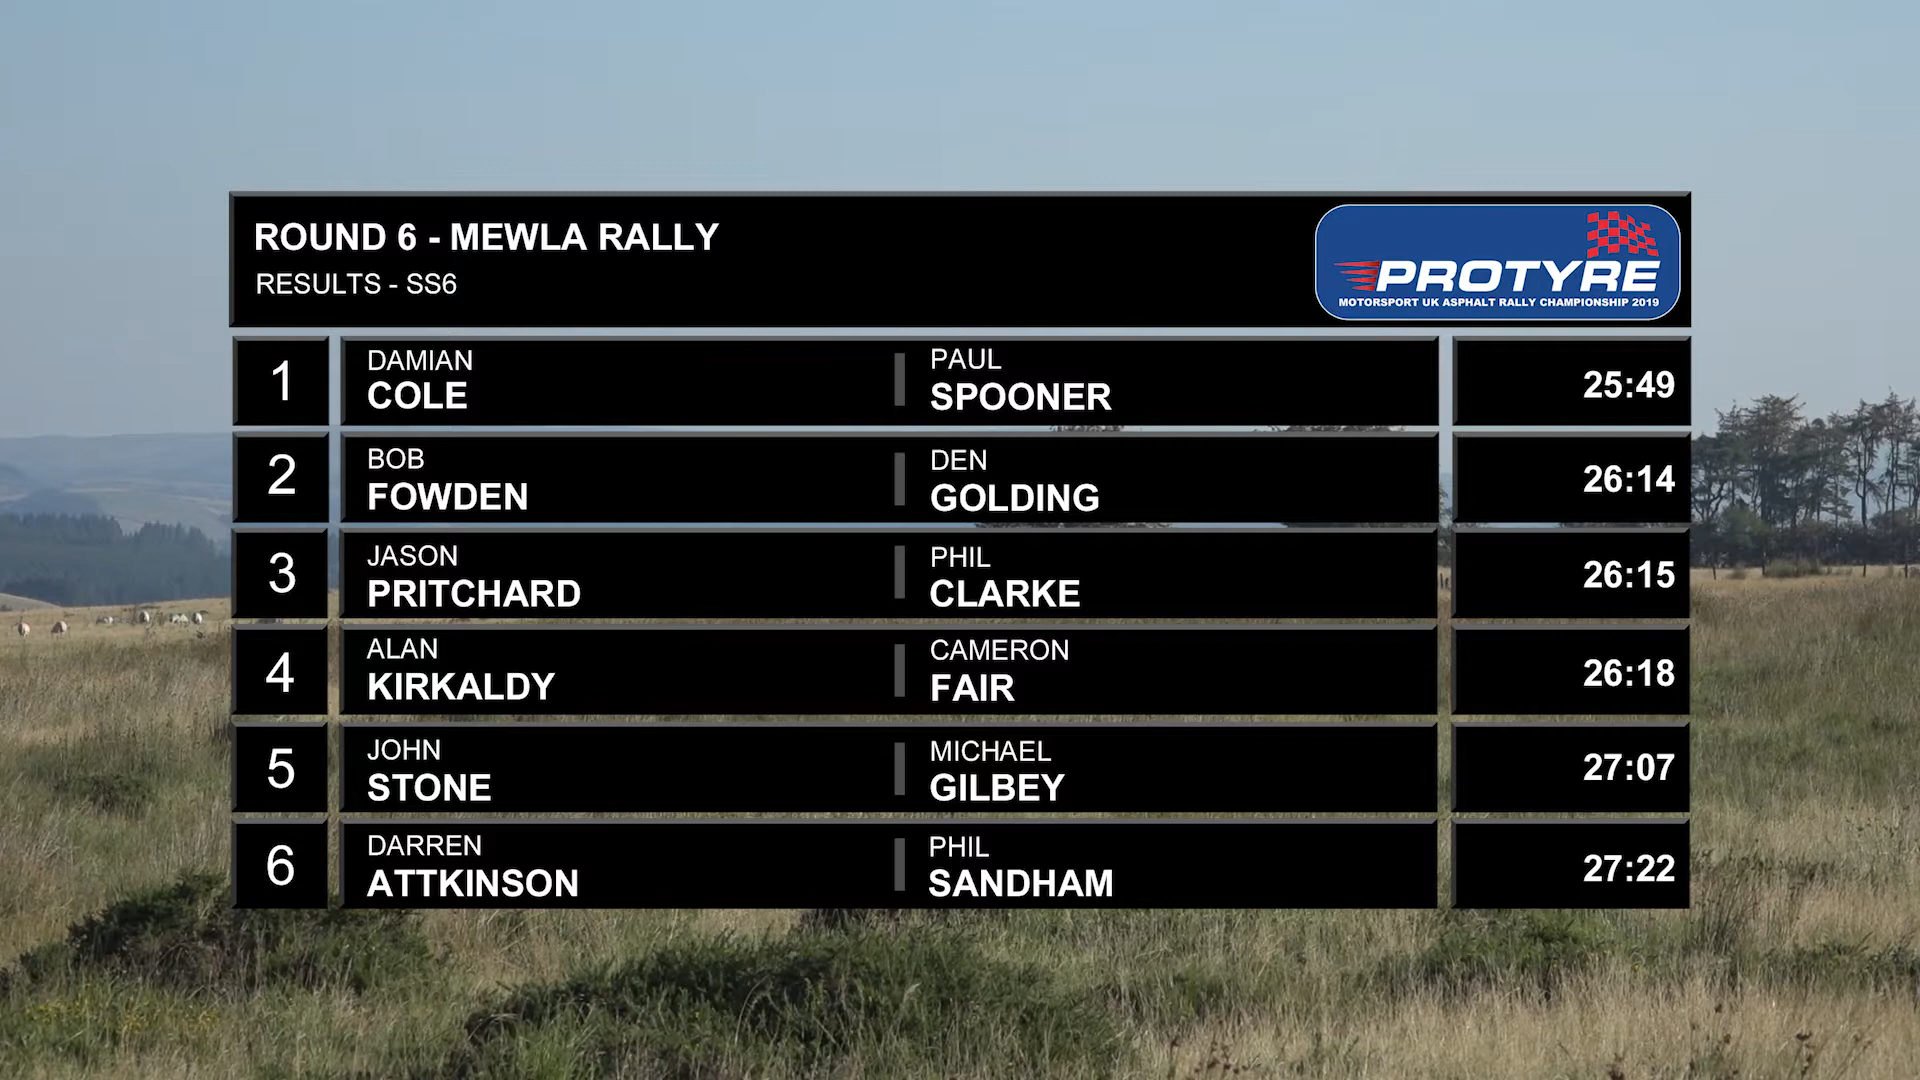 ROUND 6 - MEWLA RALLY
RESULTS - SS6
PROTYRE
MOTORSPORT UK ASPHALT RALLY CHAMPIONSHIP 2019
1
DAMIAN
COLE
PAUL
SPOONER
25:49
2
BOB
FOWDEN
DEN
GOLDING
26:14
3
JASON
PRITCHARD
PHIL
CLARKE
26:15
4
ALAN
KIRKALDY
CAMERON
FAIR
26:18
5
JOHN
STONE
MICHAEL
GILBEY
27:07
6
DARREN
ATTKINSON
PHIL
SANDHAM
27:22